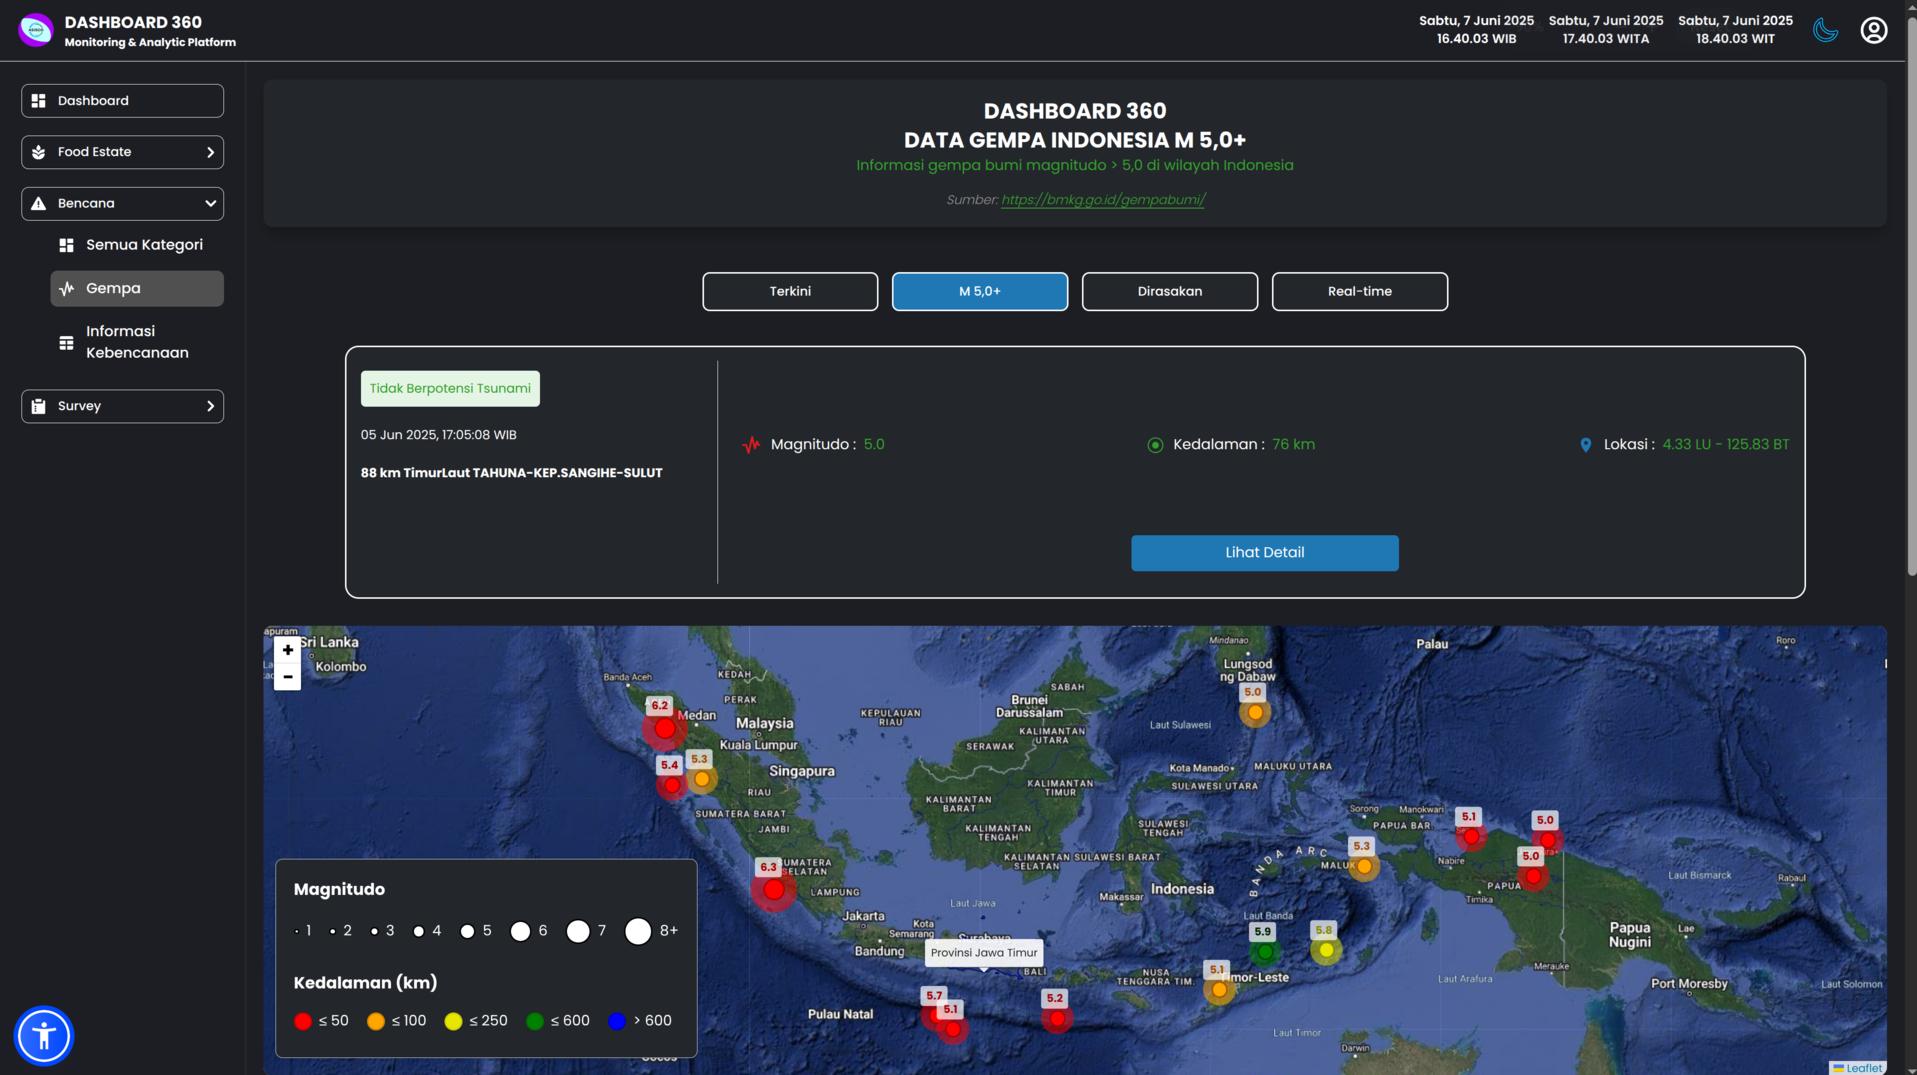 DASHBOARD 360
Monitoring & Analytic Platform
Sabtu, 7 Juni 2025
16.40.03 WIB
Sabtu, 7 Juni 2025
17.40.03 WITA
Sabtu, 7 Juni 2025
18.40.03 WIT
Dashboard
Food Estate
Bencana
Semua Kategori
Gempa
Informasi
Kebencanaan
Survey
DASHBOARD 360
DATA GEMPA INDONESIA M 5,0+
Informasi gempa bumi magnitudo > 5,0 di wilayah Indonesia
Sumber: https://bmkg.go.id/gempabumi/
Terkini
M 5,0+
Dirasakan
Real-time
Tidak Berpotensi Tsunami
05 Jun 2025, 17:05:08 WIB
88 km TimurLaut TAHUNA-KEP.SANGIHE-SULUT
Magnitudo : 5.0
Kedalaman : 76 km
Lokasi : 4.33 LU - 125.83 BT
Lihat Detail
+
-
apuram
Sri Lanka
Kolombo
Banda Aceh
6.2
Medan
5.4
5.3
KEDAH
PERAK
Malaysia
Kuala Lumpur
Singapura
RIAU
SUMATERA BARAT
JAMBI
6.3
SUMATERA
SELATAN
LAMPUNG
KEPULAUAN
RIAU
Brunei
Darussalam
SABAH
SERAWAK
KALIMANTAN
UTARA
KALIMANTAN
BARAT
KALIMANTAN
TIMUR
KALIMANTAN
TENGAH
KALIMANTAN
SELATAN
SULAWESI
TENGAH
SULAWESI BARAT
Mindanao
Lungsod
ng Dabaw
5.0
Palau
Roro
Laut Sulawesi
Kota Manado
SULAWESI UTARA
MALUKU UTARA
Sorong
Manokwari
PAPUA BAR.
5.1
5.0
5.0
5.3
MALUK
BANDA ARC
Nabire
PAPUA
Timika
Laut Bismarck
Rabaul
Makassar
Indonesia
Laut Jawa
Laut Banda
5.9
5.8
Papua
Nugini
Lae
Jakarta
Kota
Semarang
Surabaya
Bandung
Provinsi Jawa Timur
BALI
NUSA
TENGGARA TIM.
5.1
mor-Leste
Merauke
Laut Arafura
Port Moresby
Laut Solomon
5.7
5.1
5.2
Pulau Natal
Laut Timor
Darwin
Magnitudo
1 2 3 4 5 6 7 8+
Kedalaman (km)
≤ 50 ≤ 100 ≤ 250 ≤ 600 > 600
Leaflet